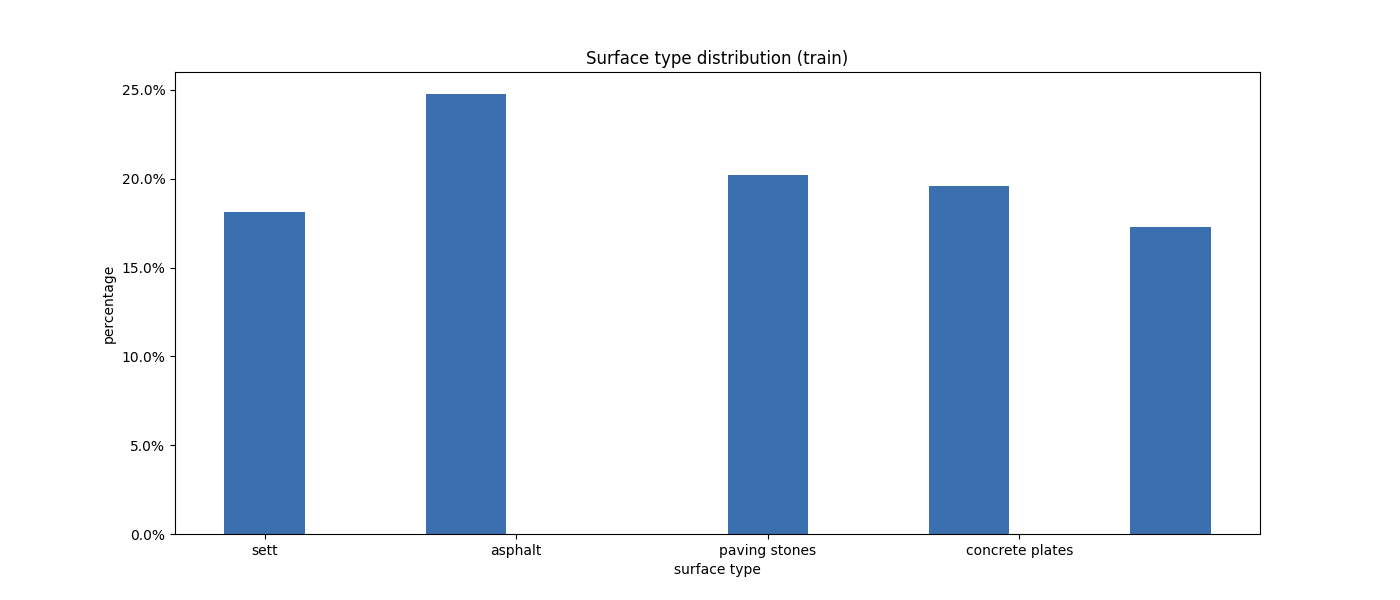 Surface type distribution (train)
25.0%
20.0%
15.0%
10.0%
5.0%
0.0%
percentage
sett asphalt paving stones concrete plates
surface type